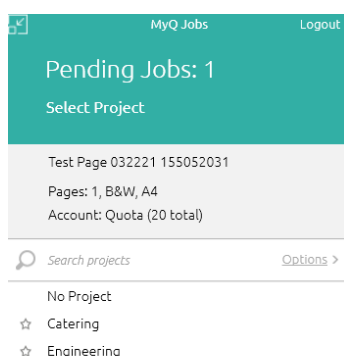 MyQ Jobs
Logout
Pending Jobs: 1
Select Project
Test Page 032221 155052031
Pages: 1, B&W, A4
Account: Quota (20 total)
Search projects
Options >
No Project
Catering
Engineering